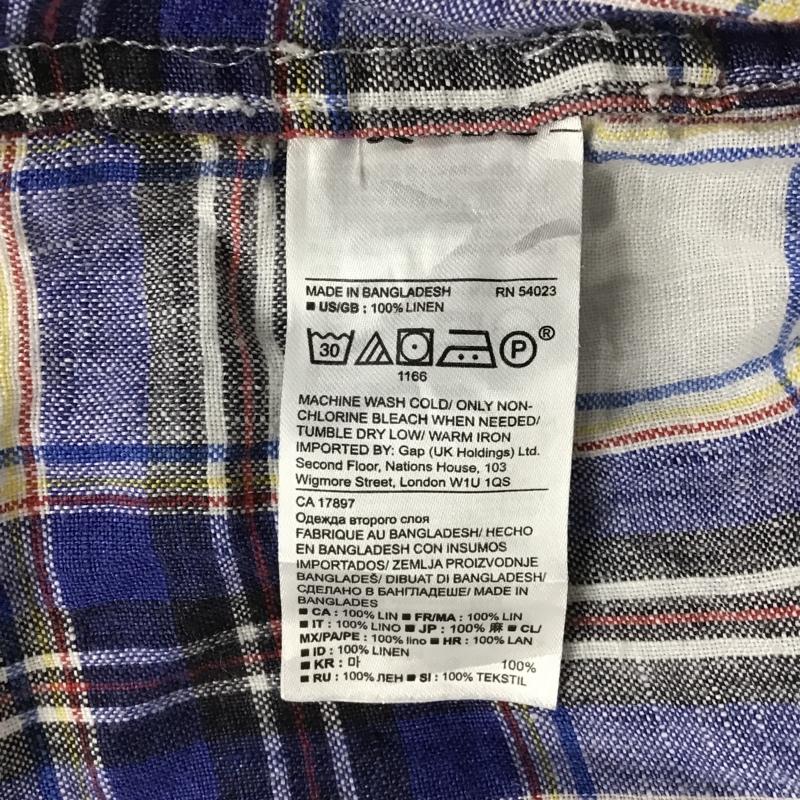 MADE IN BANGLADESH RN 54023
■ US/GB : 100% LINEN
30 P ®
1166
MACHINE WASH COLD/ ONLY NON-
CHLORINE BLEACH WHEN NEEDED/
TUMBLE DRY LOW/ WARM IRON
IMPORTED BY: Gap (UK Holdings) Ltd.
Second Floor, Nations House, 103
Wigmore Street, London W1U 1QS
CA 17897
Одежда второго слоя
FABRIQUE AU BANGLADESH/ HECHO
EN BANGLADESH CON INSUMOS
IMPORTADOS/ ZEMLJA PROIZVODNJE
BANGLADEŠ/ DIBUAT DI BANGLADESH/
СДЕЛАНО В БАНГЛАДЕШЕ/ MADE IN
BANGLADES
■ CA : 100% LIN ■ FR/MA : 100% LIN
■ IT : 100% LINO ■ JP : 100% 麻 ■ CL/
MX/PA/PE : 100% lino ■ HR : 100% LAN
■ ID : 100% LINEN
■ KR : 마 100%
■ RU : 100% ЛЕН ■ SI : 100% TEKSTIL